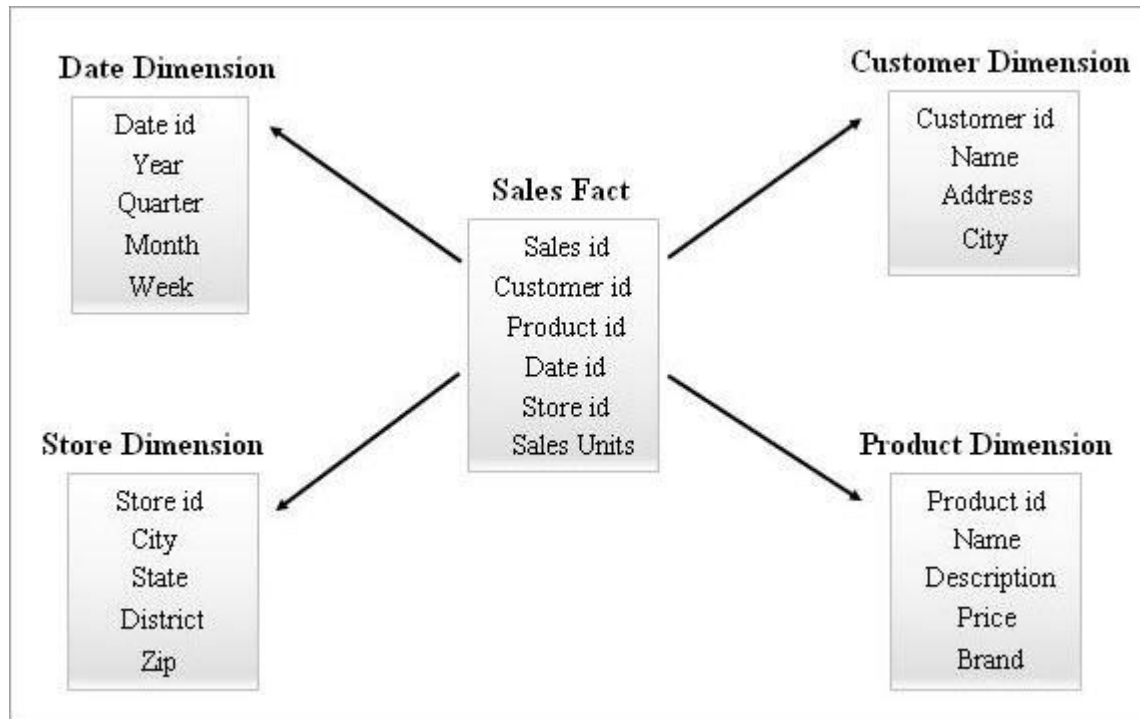 Date Dimension
Date id
Year
Quarter
Month
Week
Customer Dimension
Customer id
Name
Address
City
Sales Fact
Sales id
Customer id
Product id
Date id
Store id
Sales Units
Store Dimension
Store id
City
State
District
Zip
Product Dimension
Product id
Name
Description
Price
Brand